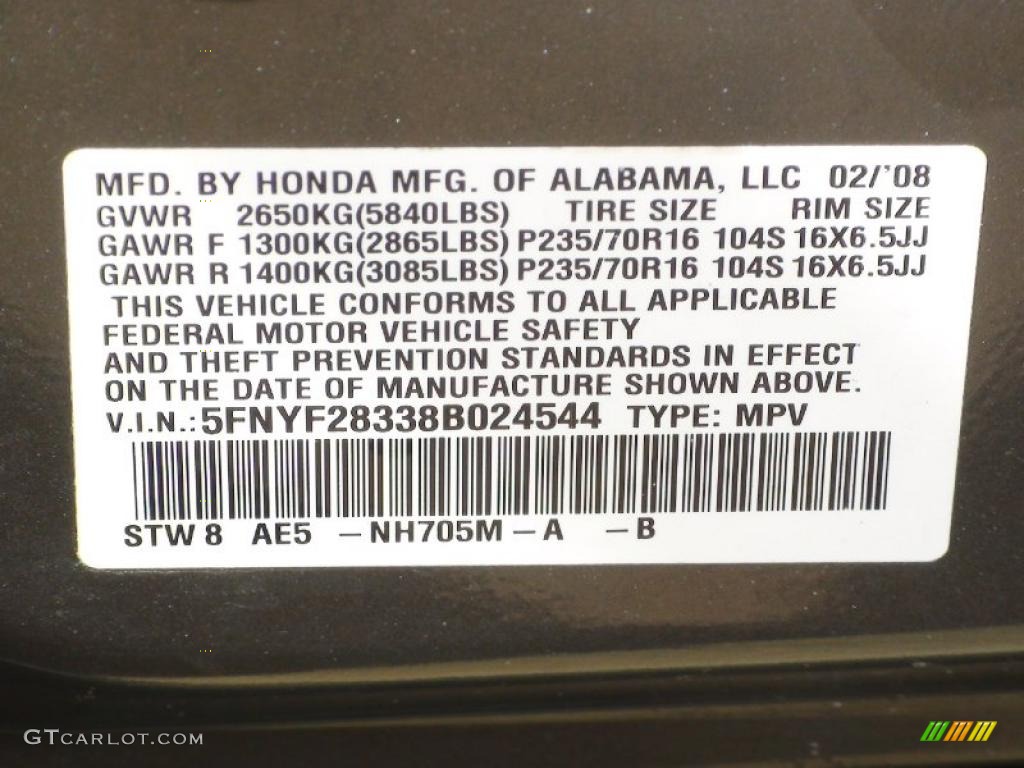 MFD. BY HONDA MFG. OF ALABAMA, LLC 02/'08
GVWR 2650KG(5840LBS) TIRE SIZE RIM SIZE
GAWR F 1300KG(2865LBS) P235/70R16 104S 16X6.5JJ
GAWR R 1400KG(3085LBS) P235/70R16 104S 16X6.5JJ
THIS VEHICLE CONFORMS TO ALL APPLICABLE
FEDERAL MOTOR VEHICLE SAFETY
AND THEFT PREVENTION STANDARDS IN EFFECT
ON THE DATE OF MANUFACTURE SHOWN ABOVE.
V.I.N.:5FNYF28338B024544 TYPE: MPV
STW8 AE5 –NH705M–A –B
GTCARLOT.COM